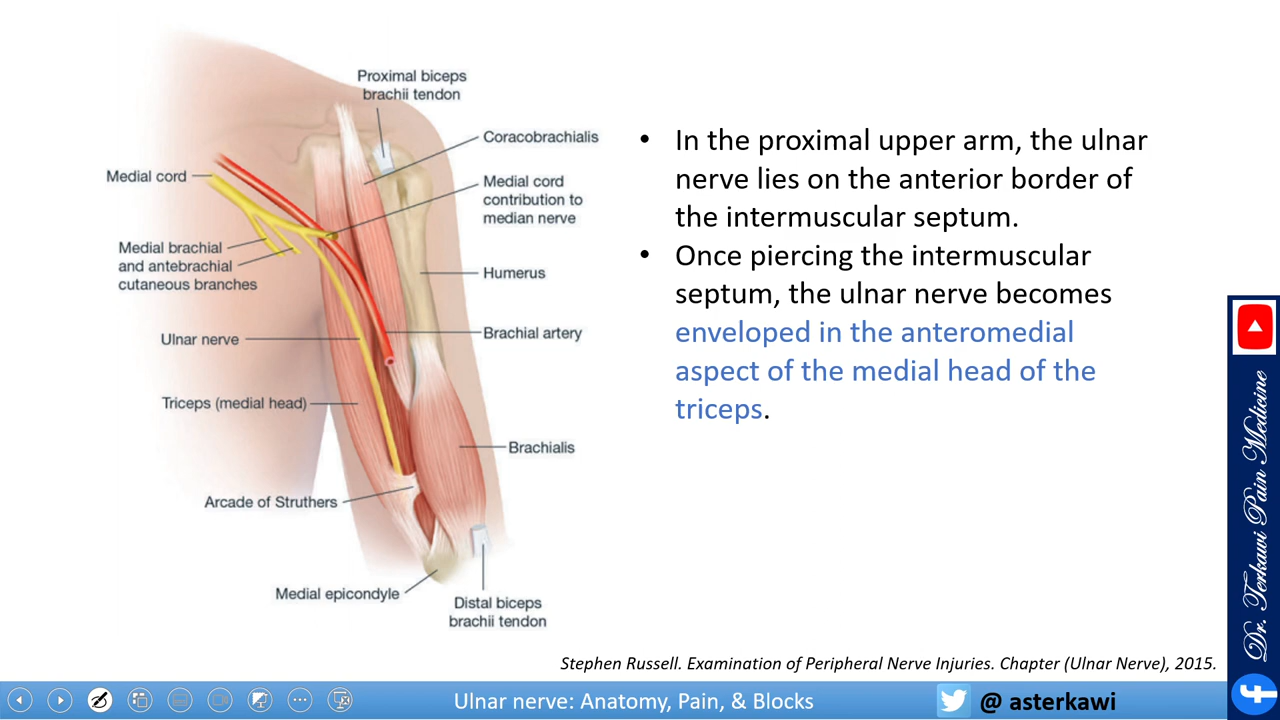 Proximal biceps
brachii tendon
Coracobrachialis
Medial cord
Medial cord
contribution to
median nerve
Medial brachial
and antebrachial
cutaneous branches
Humerus
Ulnar nerve
Brachial artery
Triceps (medial head)
Brachialis
Arcade of Struthers
Medial epicondyle
Distal biceps
brachii tendon
• In the proximal upper arm, the ulnar
nerve lies on the anterior border of
the intermuscular septum.
• Once piercing the intermuscular
septum, the ulnar nerve becomes
enveloped in the anteromedial
aspect of the medial head of the
triceps.
Stephen Russell. Examination of Peripheral Nerve Injuries. Chapter (Ulnar Nerve), 2015.
Ulnar nerve: Anatomy, Pain, & Blocks
@ asterkawi
Dr. Terkawi Pain Medicine